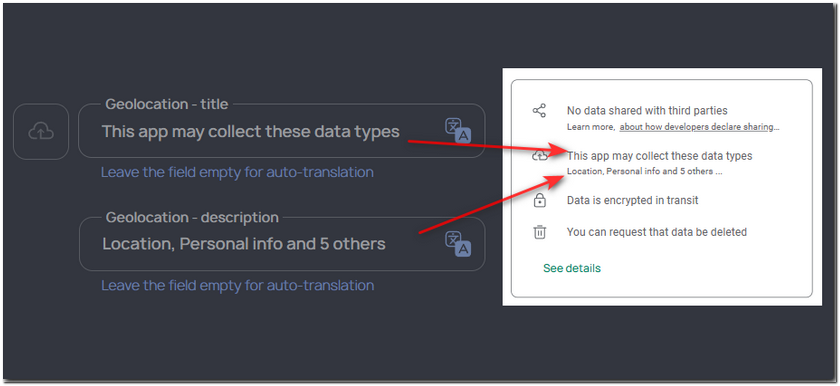 Geolocation - title
This app may collect these data types
Leave the field empty for auto-translation
Geolocation - description
Location, Personal info and 5 others
Leave the field empty for auto-translation
No data shared with third parties
Learn more, about how developers declare sharing...
This app may collect these data types
Location, Personal info and 5 others ...
Data is encrypted in transit
You can request that data be deleted
See details